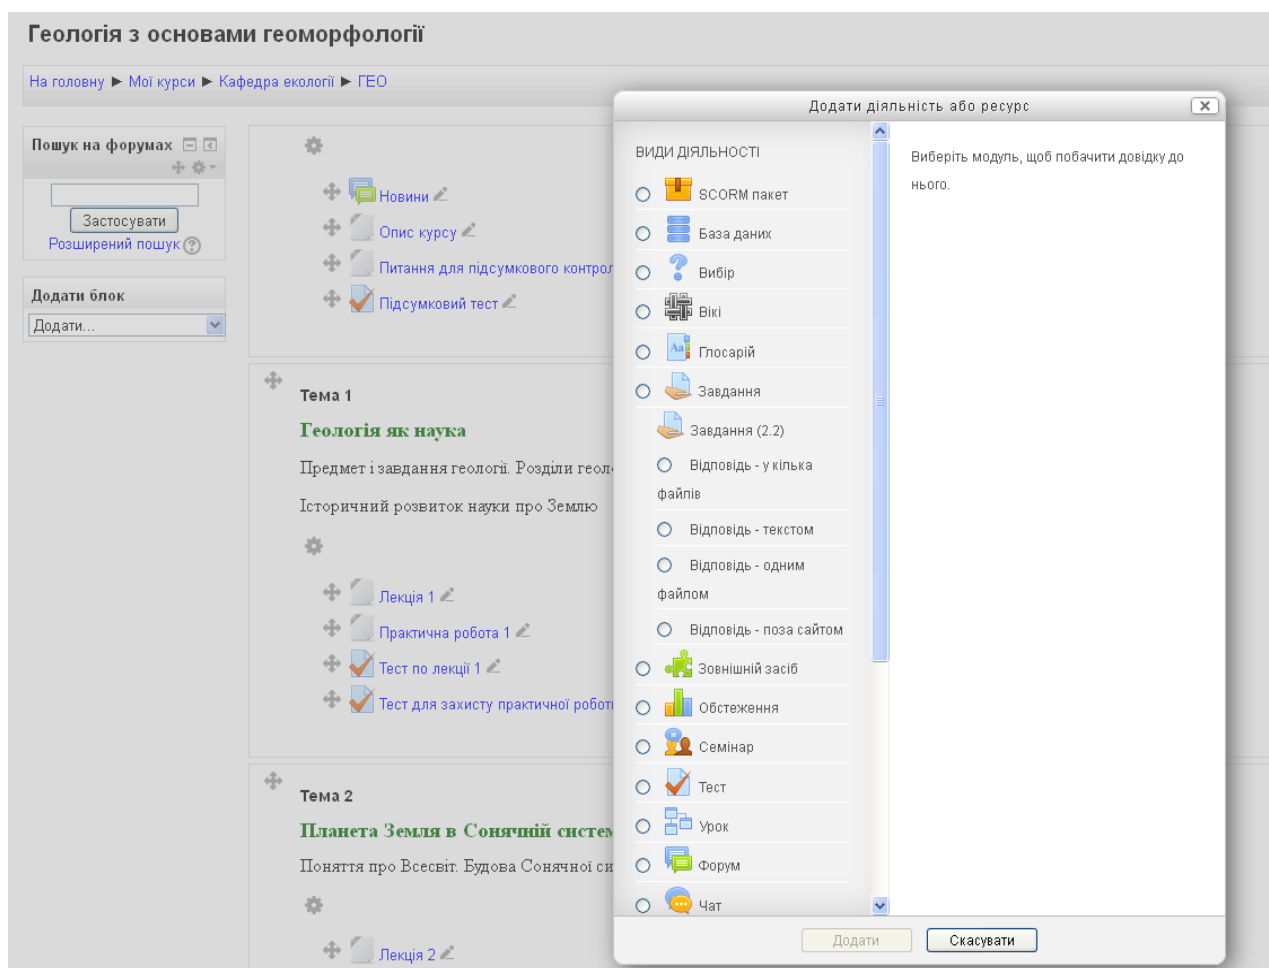 Геологія з основами геоморфології
На головну ► Мої курси ► Кафедра екології ► ГЕО
Пошук на форумах
Застосувати
Розширений пошук
Додати блок
Додати...
Новини
Опис курсу
Питання для підсумкового контрол
Підсумковий тест
Тема 1
Геологія як наука
Предмет і завдання геології. Розділи геол
Історичний розвиток науки про Землю
Лекція 1
Практична робота 1
Тест по лекції 1
Тест для захисту практичної робот
Тема 2
Планета Земля в Сонячній систем
Поняття про Всесвіт. Будова Сонячної си
Лекція 2
Додати діяльність або ресурс
ВИДИ ДІЯЛЬНОСТІ
SCORM пакет
База даних
Вибір
Вікі
Глосарій
Завдання
Завдання (2.2)
Відповідь - у кілька
файлів
Відповідь - текстом
Відповідь - одним
файлом
Відповідь - поза сайтом
Зовнішній засіб
Обстеження
Семінар
Тест
Урок
Форум
Чат
Виберіть модуль, щоб побачити довідку до
нього.
Додати
Скасувати